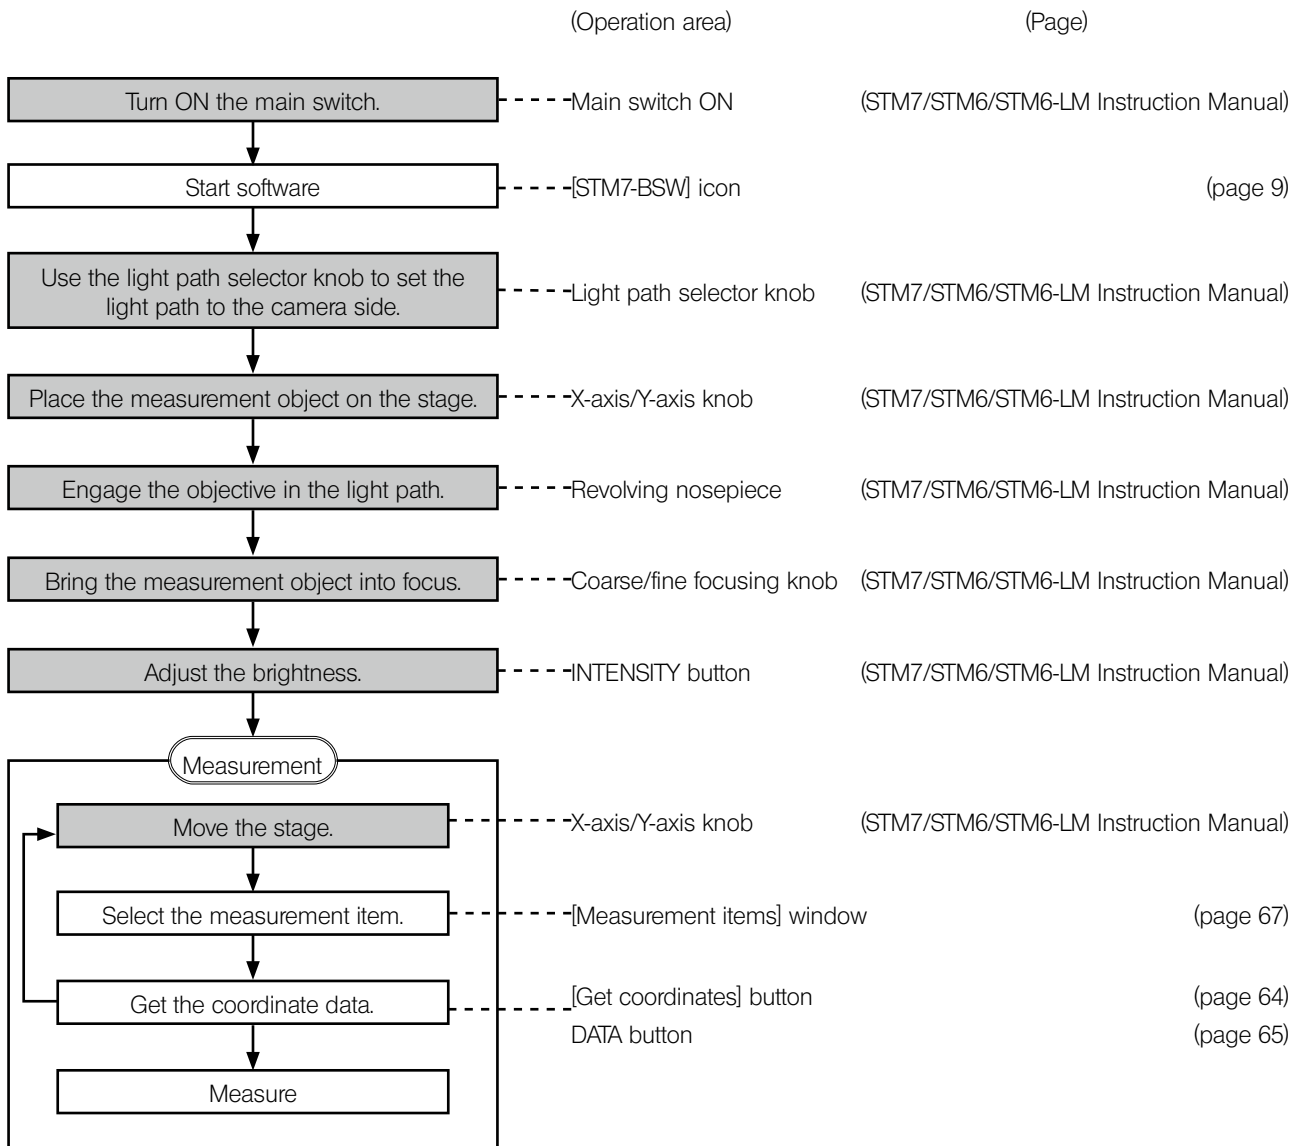 (Operation area) (Page)
Turn ON the main switch. Main switch ON (STM7/STM6/STM6-LM Instruction Manual)
Start software [STM7-BSW] icon (page 9)
Use the light path selector knob to set the
light path to the camera side. Light path selector knob (STM7/STM6/STM6-LM Instruction Manual)
Place the measurement object on the stage. X-axis/Y-axis knob (STM7/STM6/STM6-LM Instruction Manual)
Engage the objective in the light path. Revolving nosepiece (STM7/STM6/STM6-LM Instruction Manual)
Bring the measurement object into focus. Coarse/fine focusing knob (STM7/STM6/STM6-LM Instruction Manual)
Adjust the brightness. INTENSITY button (STM7/STM6/STM6-LM Instruction Manual)
Measurement
Move the stage. X-axis/Y-axis knob (STM7/STM6/STM6-LM Instruction Manual)
Select the measurement item. [Measurement items] window (page 67)
Get the coordinate data. [Get coordinates] button (page 64)
DATA button (page 65)
Measure